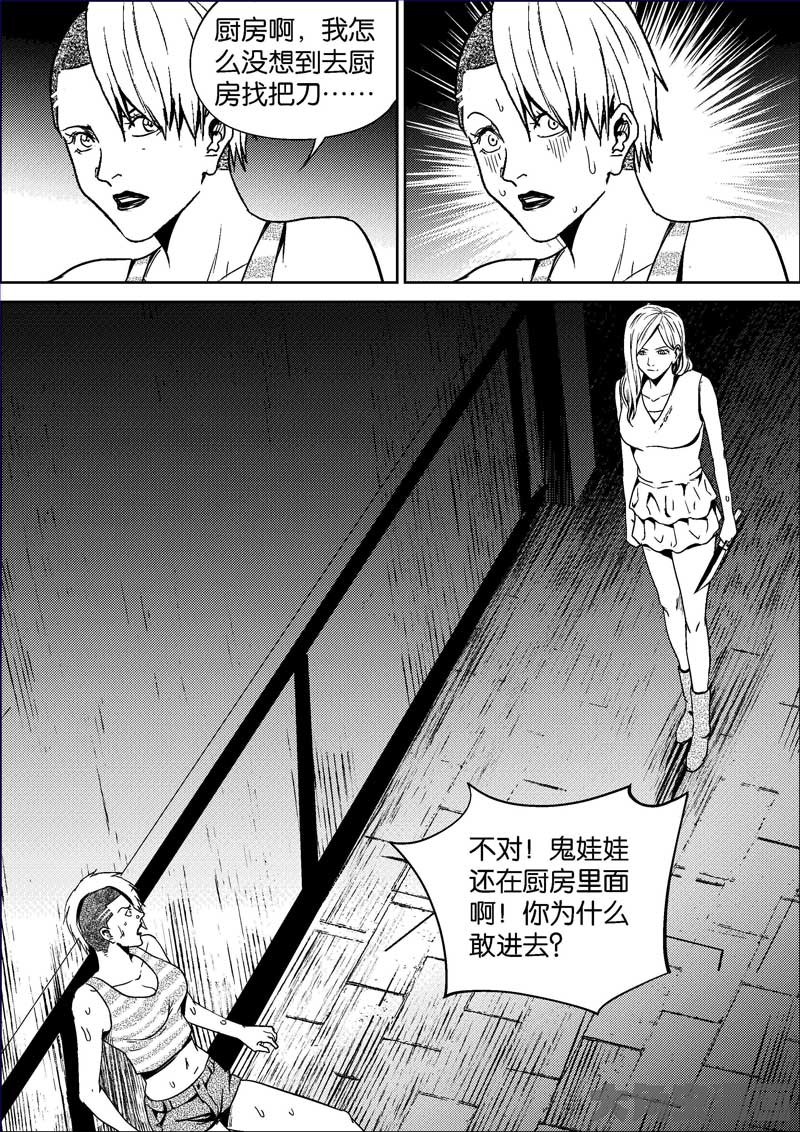 厨房啊，我怎
么没想到去厨
房找把刀……
不对！鬼娃娃
还在厨房里面
啊！你为什么
敢进去？